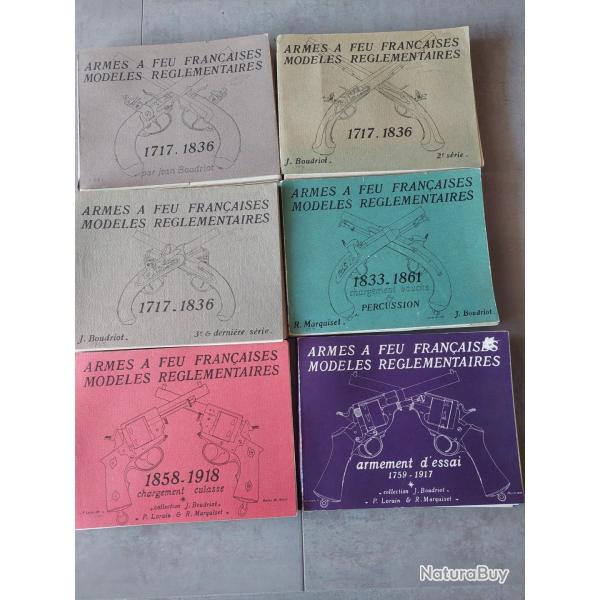 ARMES A FEU FRANÇAISES
MODELES REGLEMENTAIRES
1717.1836
par Jean Boudriot
ARMES A FEU FRANÇAISES
MODELES REGLEMENTAIRES
1717.1836
J. Boudriot.
2e série.
ARMES A FEU FRANÇAISES
MODELES REGLEMENTAIRES
1717.1836
J. Boudriot.
3e & dernière série.
ARMES A FEU FRANÇAISES
MODELES REGLEMENTAIRES
1833.1861
chargement bouche
PERCUSSION
R. Marquiset.
J. Boudriot.
ARMES A FEU FRANÇAISES
MODELES REGLEMENTAIRES
1858.1918
chargement culasse
collection J. Boudriot.
P. Lorain & R. Marquiset.
ARMES A FEU FRANÇAISES
MODELES REGLEMENTAIRES
armement d'essai
1759-1917
collection J. Boudriot.
P. Lorain & R. Marquiset
NaturaBuy